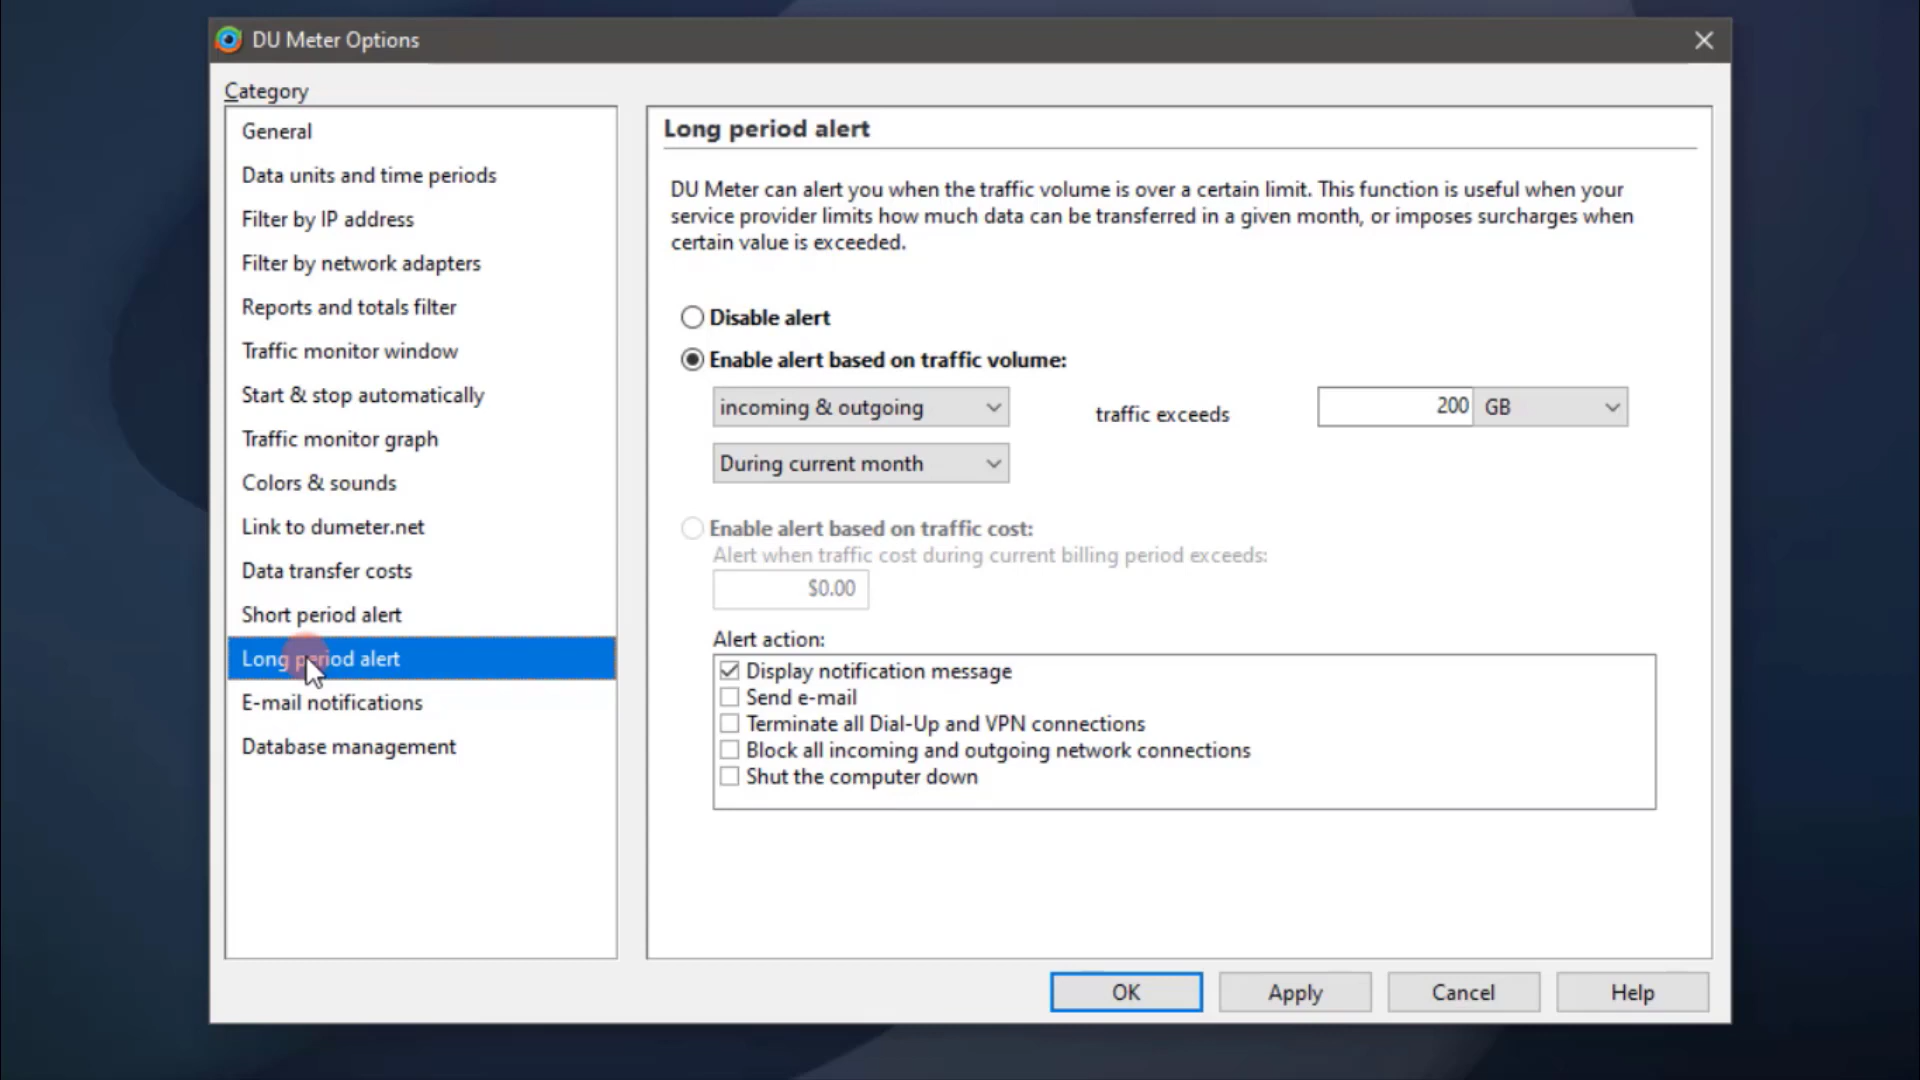 DU Meter Options
Category
General
Data units and time periods
Filter by IP address
Filter by network adapters
Reports and totals filter
Traffic monitor window
Start & stop automatically
Traffic monitor graph
Colors & sounds
Link to dumeter.net
Data transfer costs
Short period alert
Long period alert
E-mail notifications
Database management
Long period alert
DU Meter can alert you when the traffic volume is over a certain limit. This function is useful when your
service provider limits how much data can be transferred in a given month, or imposes surcharges when
certain value is exceeded.
Disable alert
Enable alert based on traffic volume:
incoming & outgoing traffic exceeds 200 GB
During current month
Enable alert based on traffic cost:
Alert when traffic cost during current billing period exceeds:
$0.00
Alert action:
Display notification message
Send e-mail
Terminate all Dial-Up and VPN connections
Block all incoming and outgoing network connections
Shut the computer down
OK Apply Cancel Help